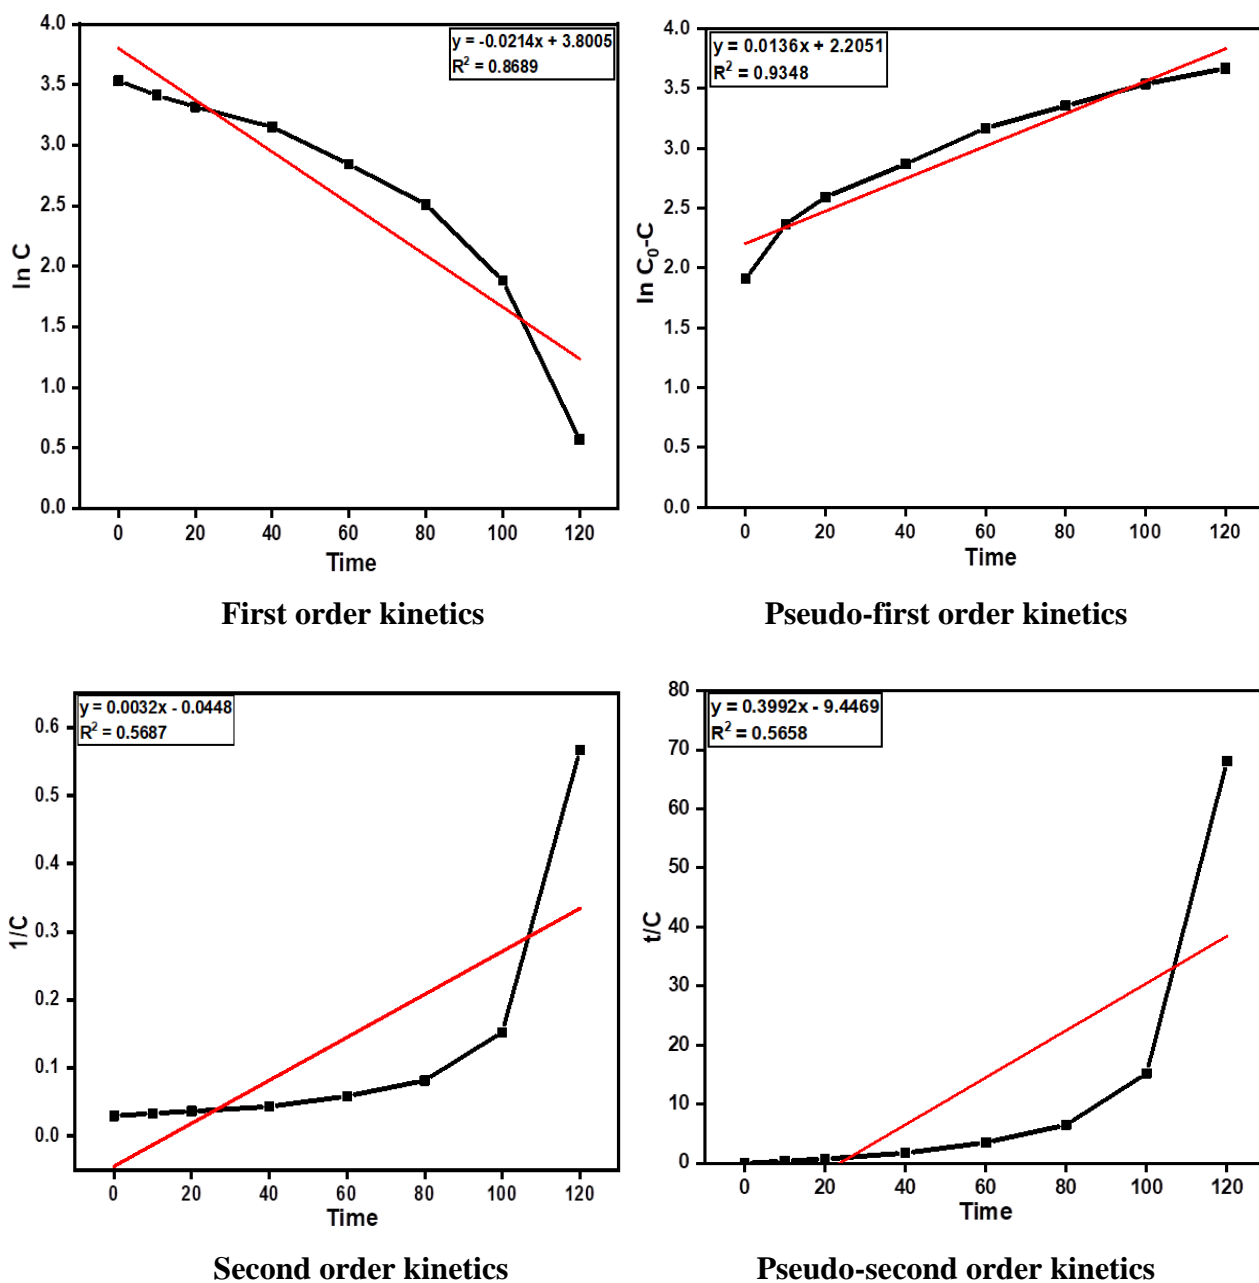 y = -0.0214x + 3.8005
R² = 0.8689
4.0
3.5
3.0
2.5
2.0
1.5
1.0
0.5
0.0
ln C
0 20 40 60 80 100 120
Time
First order kinetics
y = 0.0136x + 2.2051
R² = 0.9348
4.0
3.5
3.0
2.5
2.0
1.5
1.0
0.5
0.0
ln C₀-C
0 20 40 60 80 100 120
Time
Pseudo-first order kinetics
y = 0.0032x - 0.0448
R² = 0.5687
0.6
0.5
0.4
0.3
0.2
0.1
0.0
1/C
0 20 40 60 80 100 120
Time
Second order kinetics
y = 0.3992x - 9.4469
R² = 0.5658
80
70
60
50
40
30
20
10
0
t/C
0 20 40 60 80 100 120
Time
Pseudo-second order kinetics